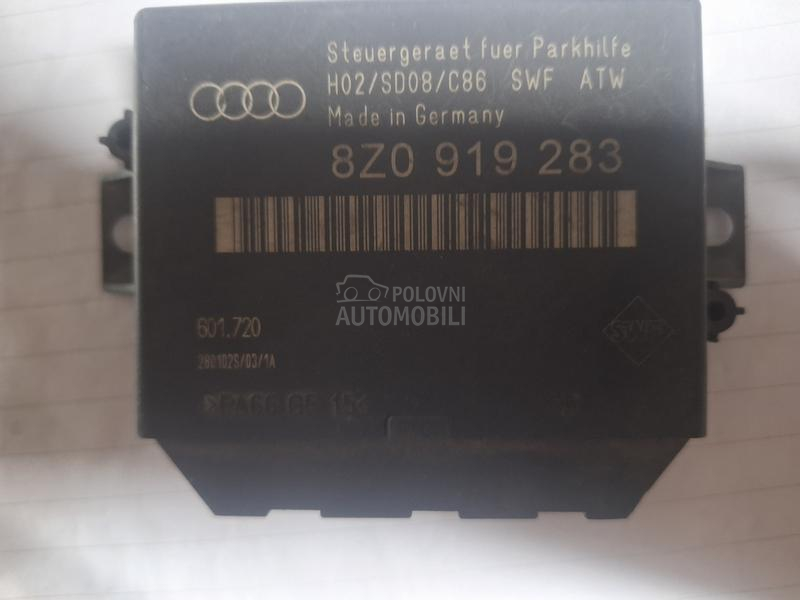 Steuergeraet fuer Parkhilfe
H02/SD08/C86 SWF ATW
Made in Germany
8Z0 919 283
POLOVNI
AUTOMOBILI
601.720
280102S/03/1A